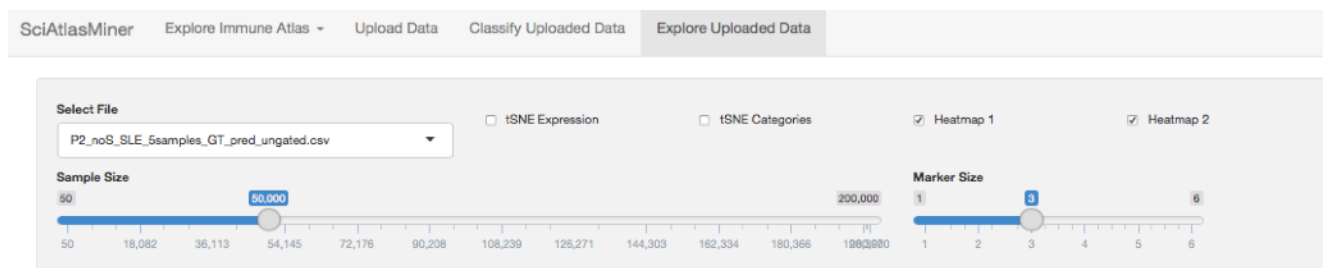 SciAtlasMiner Explore Immune Atlas Upload Data Classify Uploaded Data Explore Uploaded Data
Select File
tSNE Expression tSNE Categories Heatmap 1 Heatmap 2
P2_noS_SLE_5samples_GT_pred_ungated.csv
Sample Size Marker Size
50 50,000 200,000 1 3 6
50 18,082 36,113 54,145 72,176 90,208 108,239 126,271 144,303 162,334 180,366 1 2 3 4 5 6